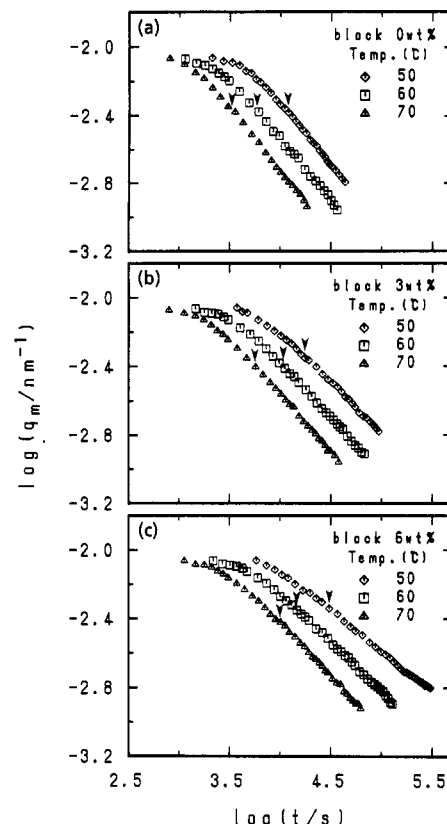 (a)
block 0wt%
Temp.(℃)
50
60
70
-2.0
-2.4
-2.8
-3.2
(b)
block 3wt%
Temp.(℃)
50
60
70
-2.0
-2.4
-2.8
-3.2
log(qm/nm⁻¹)
(c)
block 6wt%
Temp.(℃)
50
60
70
-2.0
-2.4
-2.8
-3.2
2.5 3.5 4.5 5.5
log(t/s)